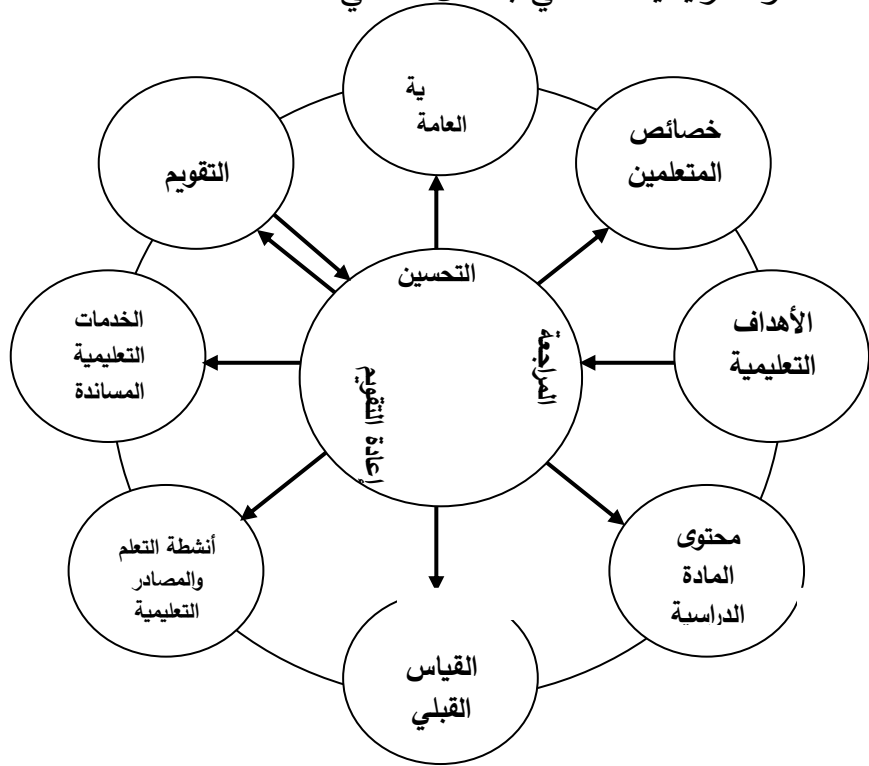 ية
العامة
خصائص
المتعلمين
الأهداف
التعليمية
محتوى
المادة
الدراسية
القياس
القبلي
أنشطة التعلم
والمصادر
التعليمية
الخدمات
التعليمية
المساندة
التقويم
التحسين
المراجعة
إعادة التقويم